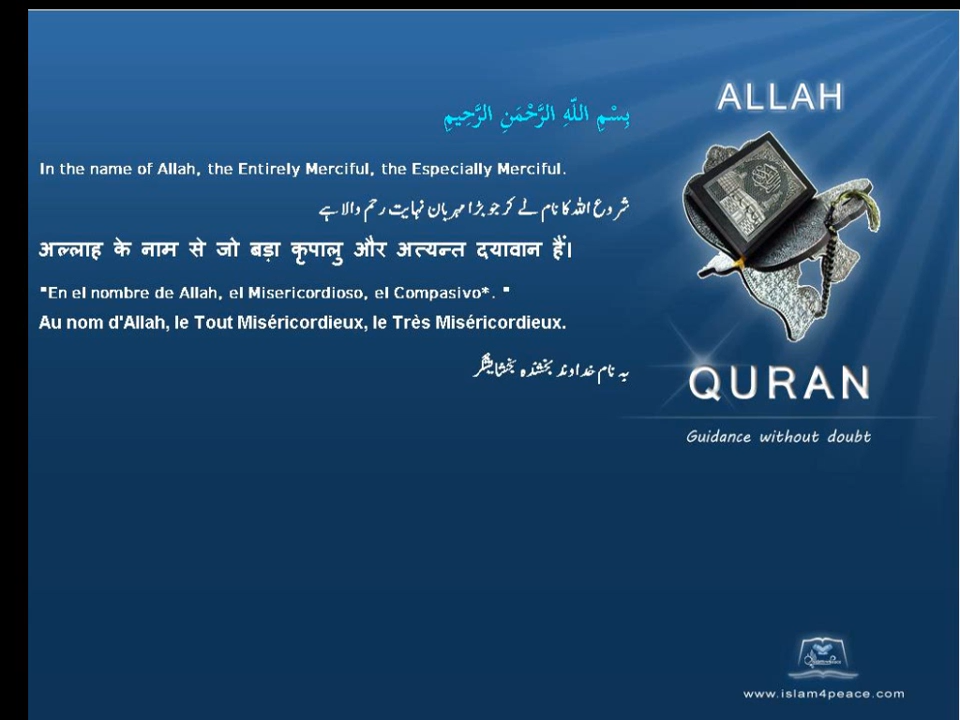 بِسْمِ اللّهِ الرَّحْمَنِ الرَّحِيمِ
In the name of Allah, the Entirely Merciful, the Especially Merciful.
شروع الله کا نام لے کر جو بڑا مہربان نہایت رحم والا ہے
अल्लाह के नाम से जो बड़ा कृपालु और अत्यन्त दयावान हैं।
"En el nombre de Allah, el Misericordioso, el Compasivo*. "
Au nom d'Allah, le Tout Miséricordieux, le Très Miséricordieux.
به نام خداوند بخشنده بخشایشگر
ALLAH
QURAN
Guidance without doubt
www.islam4peace.com